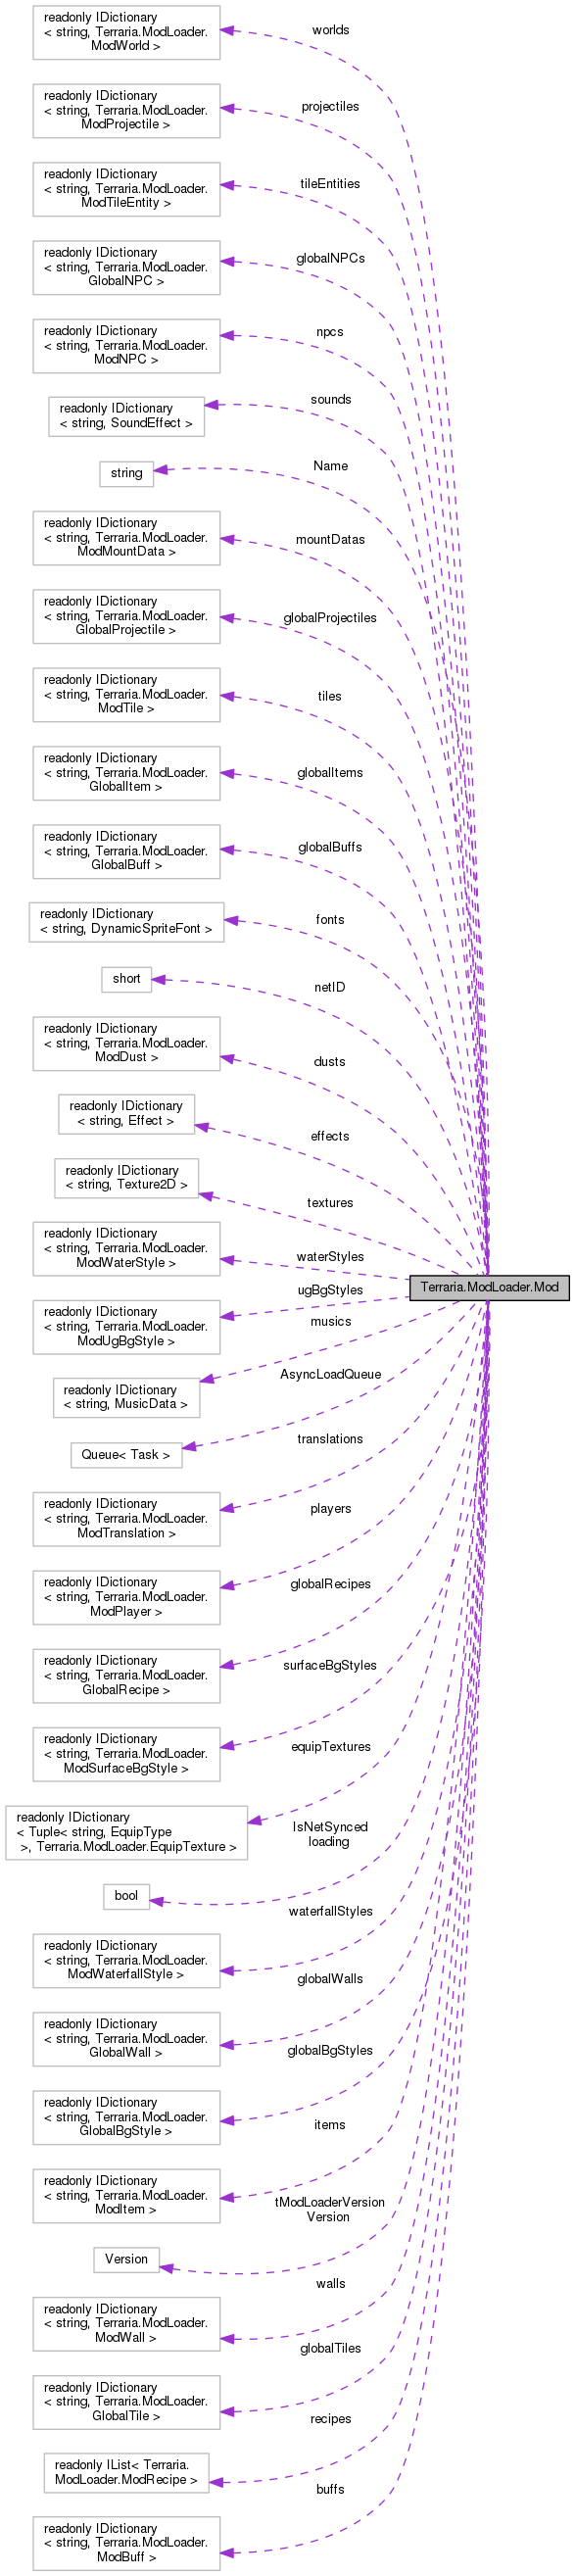 readonly IDictionary
< string, Terraria.ModLoader.
ModWorld >
worlds
readonly IDictionary
< string, Terraria.ModLoader.
ModProjectile >
projectiles
readonly IDictionary
< string, Terraria.ModLoader.
ModTileEntity >
tileEntities
readonly IDictionary
< string, Terraria.ModLoader.
GlobalNPC >
globalNPCs
readonly IDictionary
< string, Terraria.ModLoader.
ModNPC >
npcs
readonly IDictionary
< string, SoundEffect >
sounds
string
Name
readonly IDictionary
< string, Terraria.ModLoader.
ModMountData >
mountDatas
readonly IDictionary
< string, Terraria.ModLoader.
GlobalProjectile >
globalProjectiles
readonly IDictionary
< string, Terraria.ModLoader.
ModTile >
tiles
readonly IDictionary
< string, Terraria.ModLoader.
GlobalItem >
globalItems
readonly IDictionary
< string, Terraria.ModLoader.
GlobalBuff >
globalBuffs
readonly IDictionary
< string, DynamicSpriteFont >
fonts
short
netID
readonly IDictionary
< string, Terraria.ModLoader.
ModDust >
dusts
readonly IDictionary
< string, Effect >
effects
readonly IDictionary
< string, Texture2D >
textures
readonly IDictionary
< string, Terraria.ModLoader.
ModWaterStyle >
waterStyles
Terraria.ModLoader.Mod
readonly IDictionary
< string, Terraria.ModLoader.
ModUgBgStyle >
ugBgStyles
readonly IDictionary
< string, MusicData >
musics
Queue< Task >
AsyncLoadQueue
readonly IDictionary
< string, Terraria.ModLoader.
ModTranslation >
translations
readonly IDictionary
< string, Terraria.ModLoader.
ModPlayer >
players
readonly IDictionary
< string, Terraria.ModLoader.
GlobalRecipe >
globalRecipes
readonly IDictionary
< string, Terraria.ModLoader.
ModSurfaceBgStyle >
surfaceBgStyles
readonly IDictionary
< Tuple< string, EquipType
>, Terraria.ModLoader.EquipTexture >
equipTextures
bool
IsNetSynced
loading
readonly IDictionary
< string, Terraria.ModLoader.
ModWaterfallStyle >
waterfallStyles
readonly IDictionary
< string, Terraria.ModLoader.
GlobalWall >
globalWalls
readonly IDictionary
< string, Terraria.ModLoader.
GlobalBgStyle >
globalBgStyles
readonly IDictionary
< string, Terraria.ModLoader.
ModItem >
items
Version
tModLoaderVersion
Version
readonly IDictionary
< string, Terraria.ModLoader.
ModWall >
walls
readonly IDictionary
< string, Terraria.ModLoader.
GlobalTile >
globalTiles
readonly IList< Terraria.
ModLoader.ModRecipe >
recipes
readonly IDictionary
< string, Terraria.ModLoader.
ModBuff >
buffs